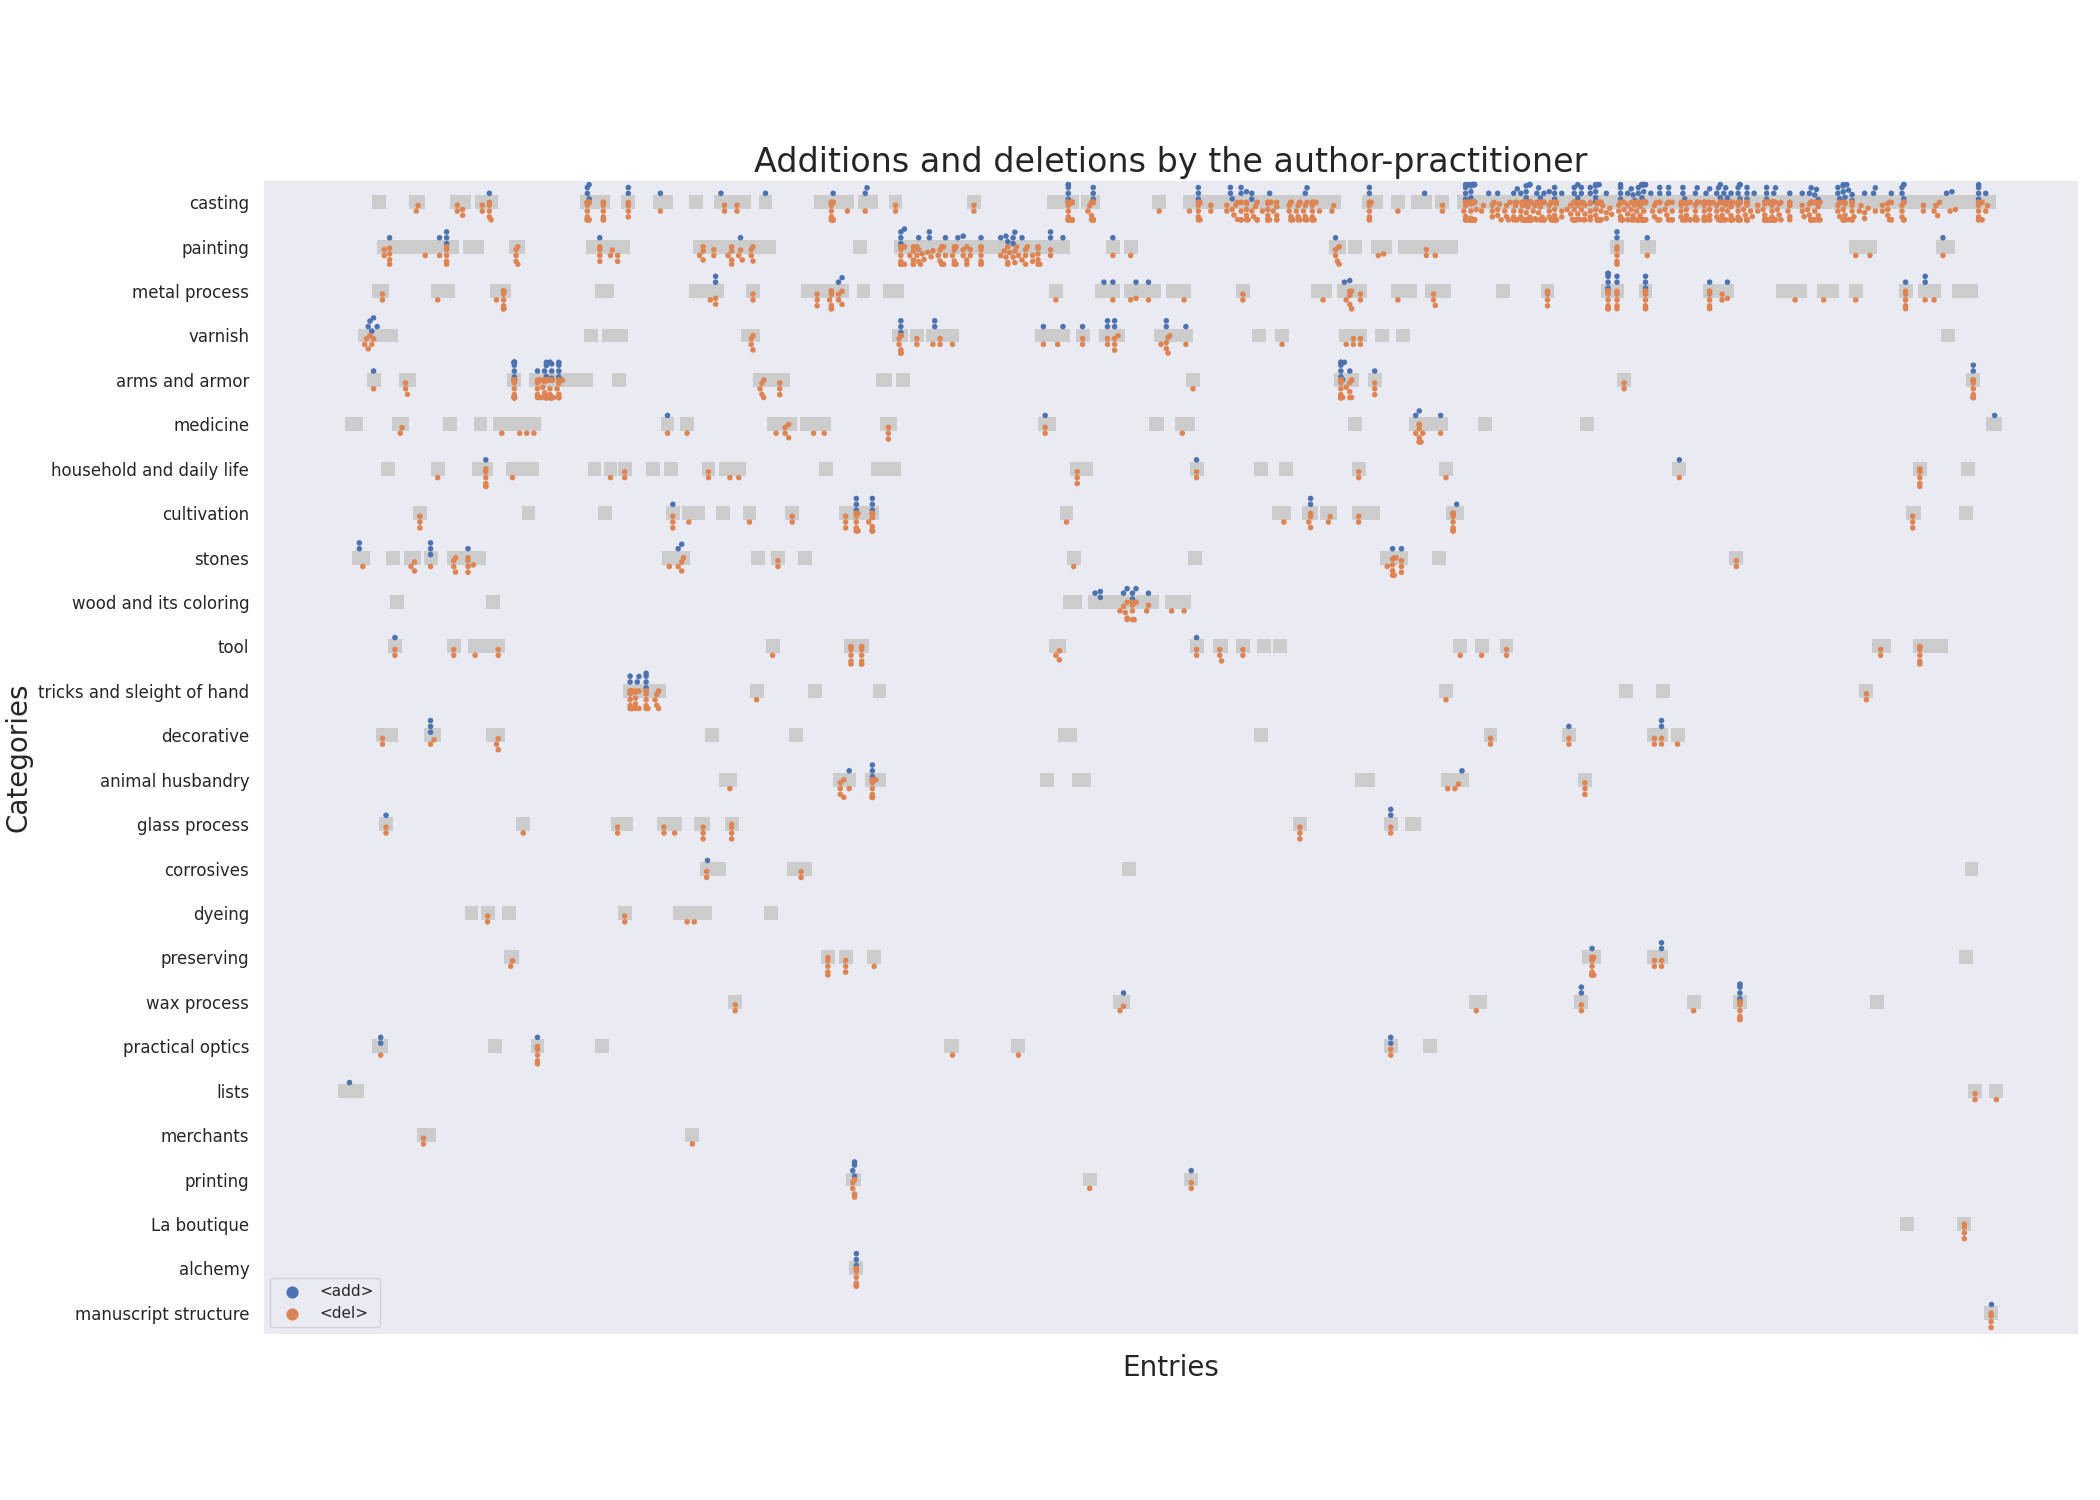 Additions and deletions by the author-practitioner
Categories
casting
painting
metal process
varnish
arms and armor
medicine
household and daily life
cultivation
stones
wood and its coloring
tool
tricks and sleight of hand
decorative
animal husbandry
glass process
corrosives
dyeing
preserving
wax process
practical optics
lists
merchants
printing
La boutique
alchemy
manuscript structure
<add>
<del>
Entries